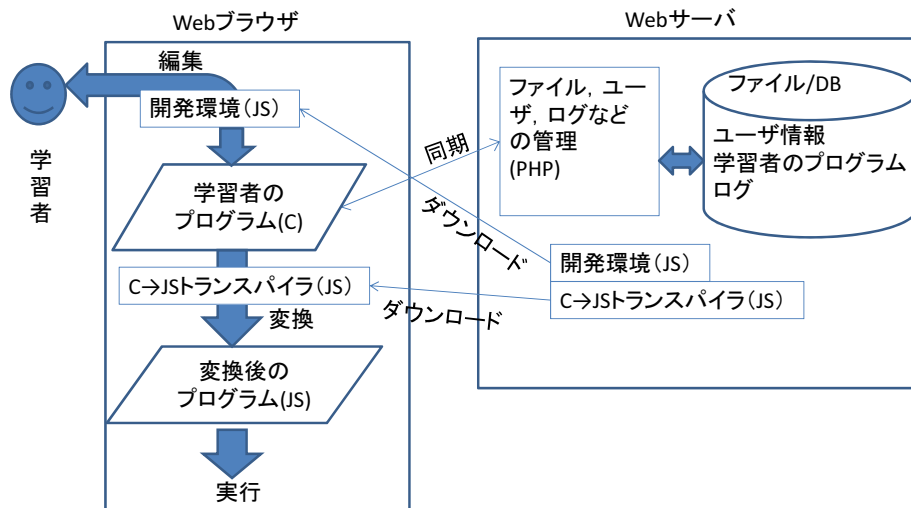 Webブラウザ
編集
学習者
開発環境（JS）
学習者の
プログラム(C)
C→JSトランスパイラ（JS）
変換
変換後の
プログラム(JS)
実行
同期
ダウンロード
ダウンロード
Webサーバ
ファイル，ユー
ザ，ログなど
の管理
(PHP)
ファイル/DB
ユーザ情報
学習者のプログラム
ログ
開発環境（JS）
C→JSトランスパイラ（JS）